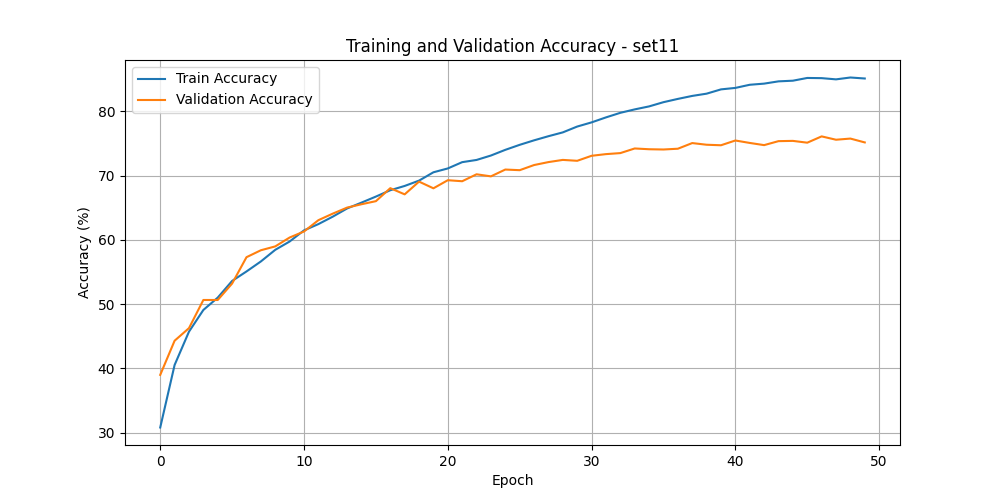 Training and Validation Accuracy - set11
Train Accuracy
Validation Accuracy
Accuracy (%)
80
70
60
50
40
30
0 10 20 30 40 50
Epoch